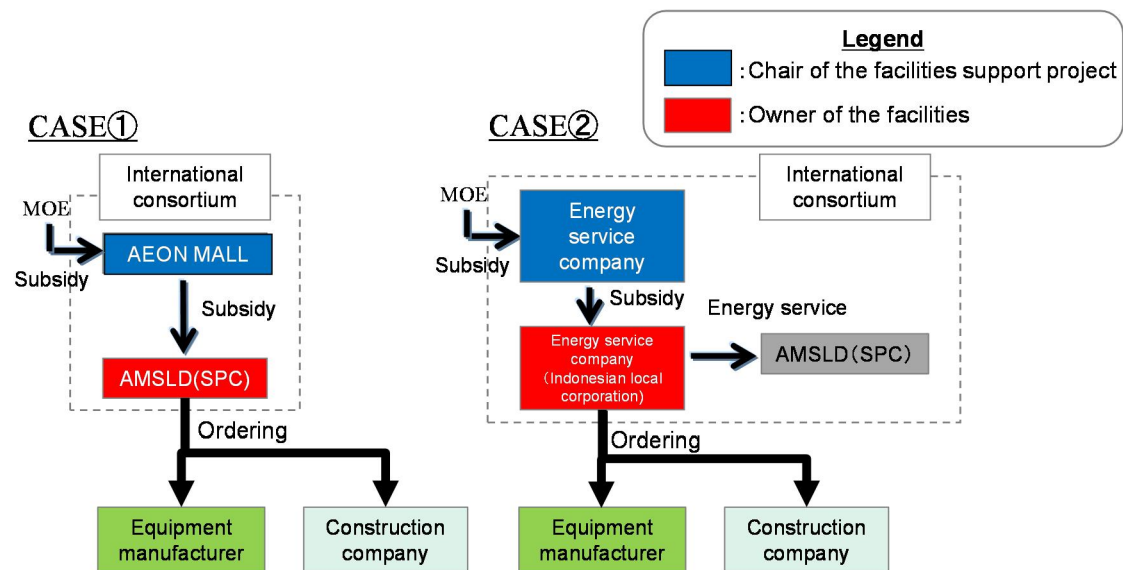 Legend
:Chair of the facilities support project
:Owner of the facilities
CASE①
International
consortium
MOE
Subsidy
AEON MALL
Subsidy
AMSLD(SPC)
Ordering
Equipment
manufacturer
Construction
company
CASE②
International
consortium
MOE
Subsidy
Energy
service
company
Subsidy
Energy service
Energy service
company
(Indonesian local
corporation)
AMSLD(SPC)
Ordering
Equipment
manufacturer
Construction
company